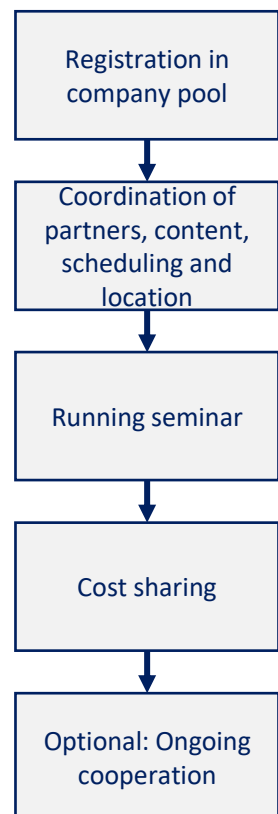 Registration in
company pool
Coordination of
partners, content,
scheduling and
location
Running seminar
Cost sharing
Optional: Ongoing
cooperation